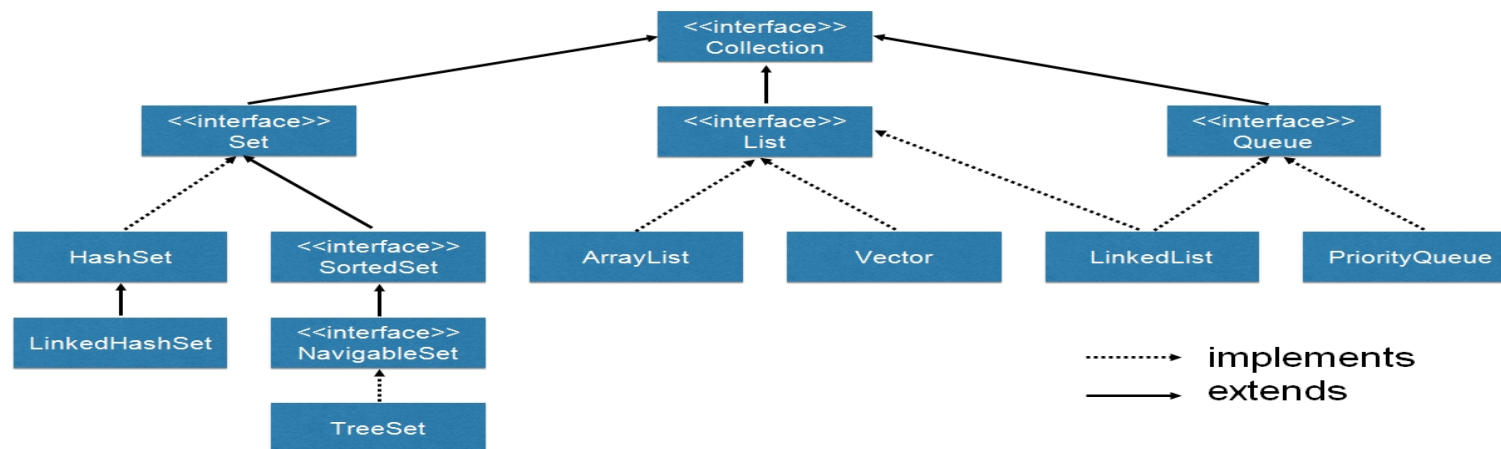 <<interface>>
Collection
<<interface>>
Set
<<interface>>
List
<<interface>>
Queue
HashSet
<<interface>>
SortedSet
ArrayList
Vector
LinkedList
PriorityQueue
LinkedHashSet
<<interface>>
NavigableSet
implements
extends
TreeSet